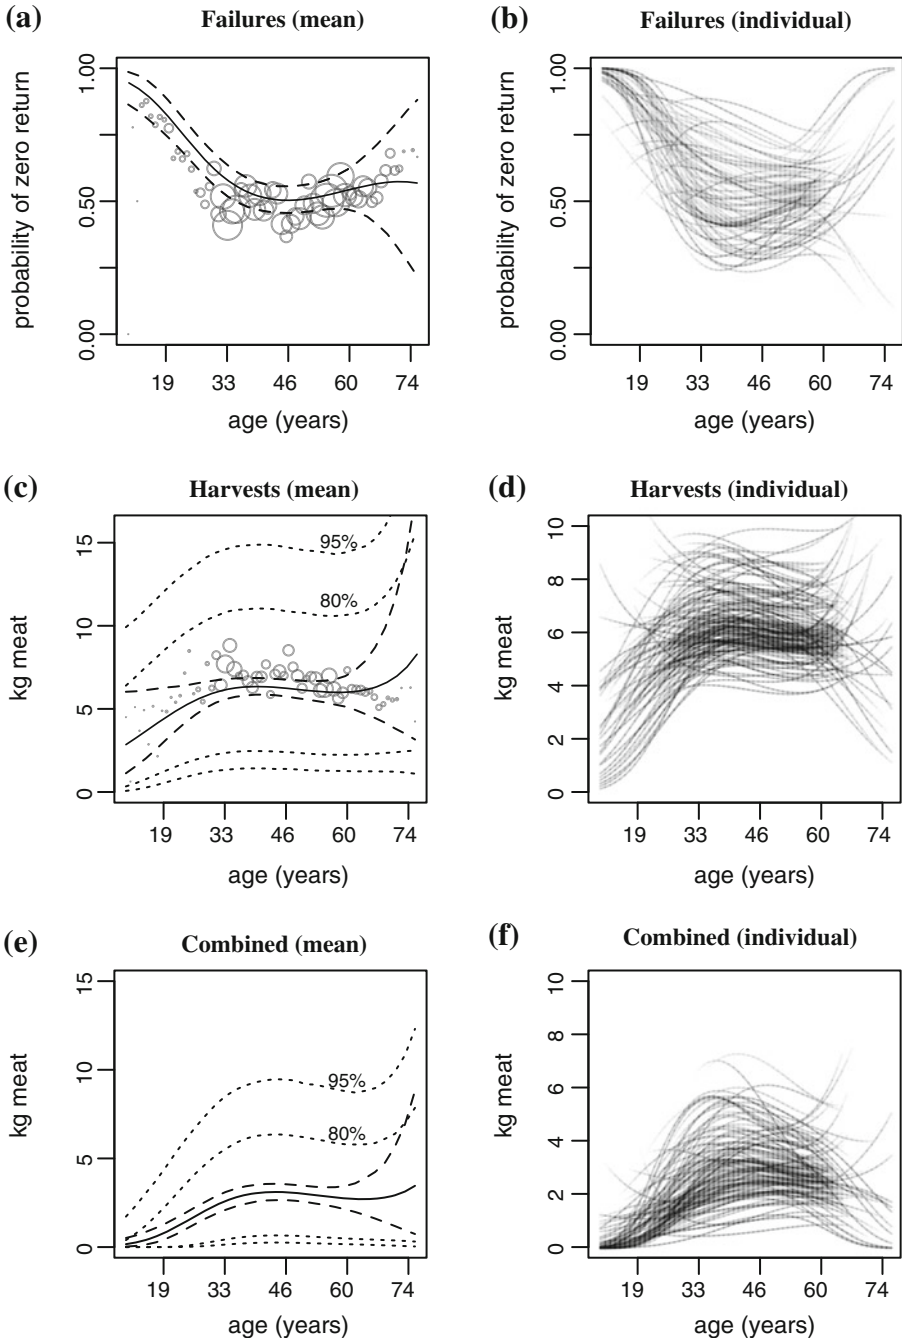 (a) Failures (mean)
probability of zero return
1.00
0.50
0.00
19 33 46 60 74
age (years)
(b) Failures (individual)
probability of zero return
1.00
0.50
0.00
19 33 46 60 74
age (years)
(c) Harvests (mean)
kg meat
15
10
5
0
95%
80%
19 33 46 60 74
age (years)
(d) Harvests (individual)
kg meat
10
8
6
4
2
0
19 33 46 60 74
age (years)
(e) Combined (mean)
kg meat
15
10
5
0
95%
80%
19 33 46 60 74
age (years)
(f) Combined (individual)
kg meat
10
8
6
4
2
0
19 33 46 60 74
age (years)